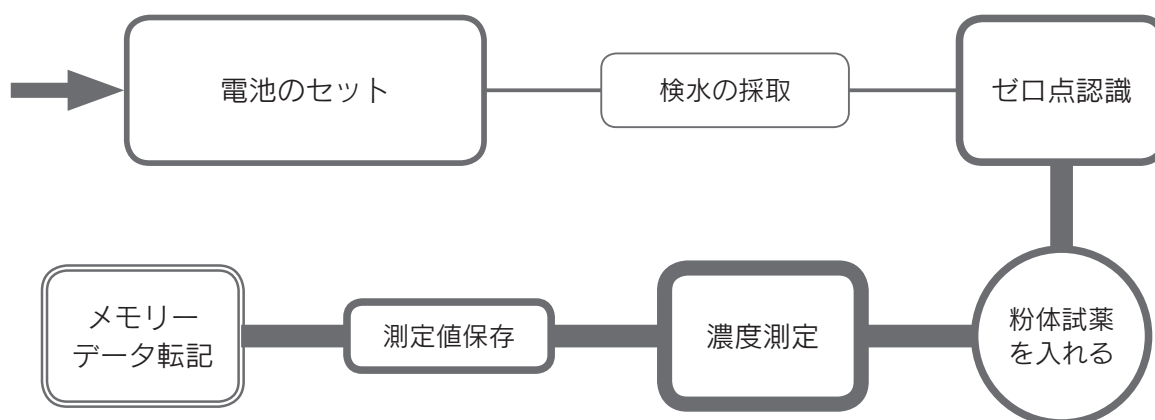 電池のセット
検水の採取
ゼロ点認識
粉体試薬
を入れる
濃度測定
測定値保存
メモリー
データ転記